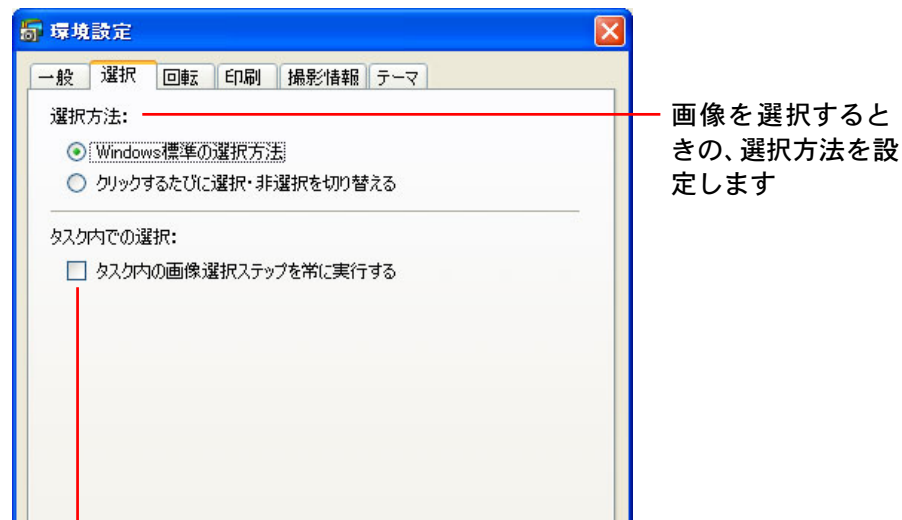 環境設定
一般 選択 回転 印刷 撮影情報 テーマ
選択方法:
Windows標準の選択方法
クリックするたびに選択・非選択を切り替える
タスク内での選択:
タスク内の画像選択ステップを常に実行する
画像を選択すると
きの、選択方法を設
定します